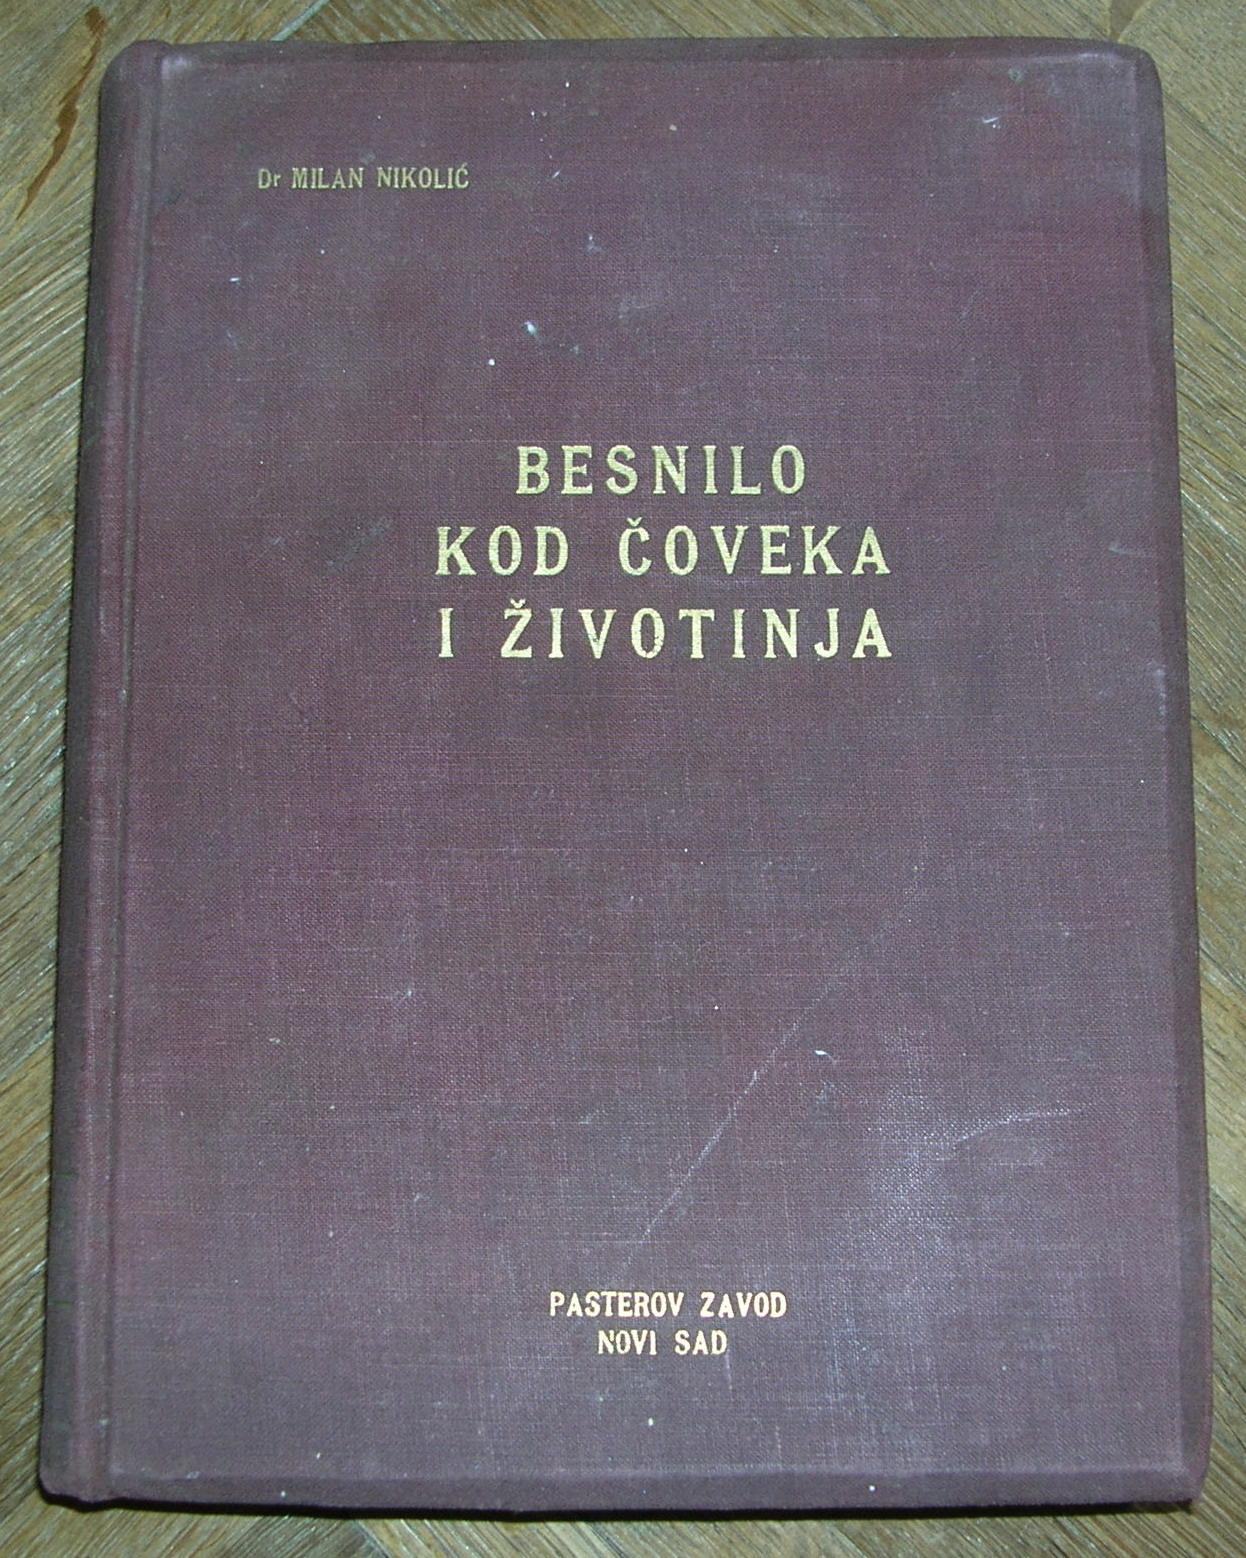 Dr MILAN NIKOLIĆ
BESNILO
KOD ČOVEKA
I ŽIVOTINJA
PASTEROV ZAVOD
NOVI SAD